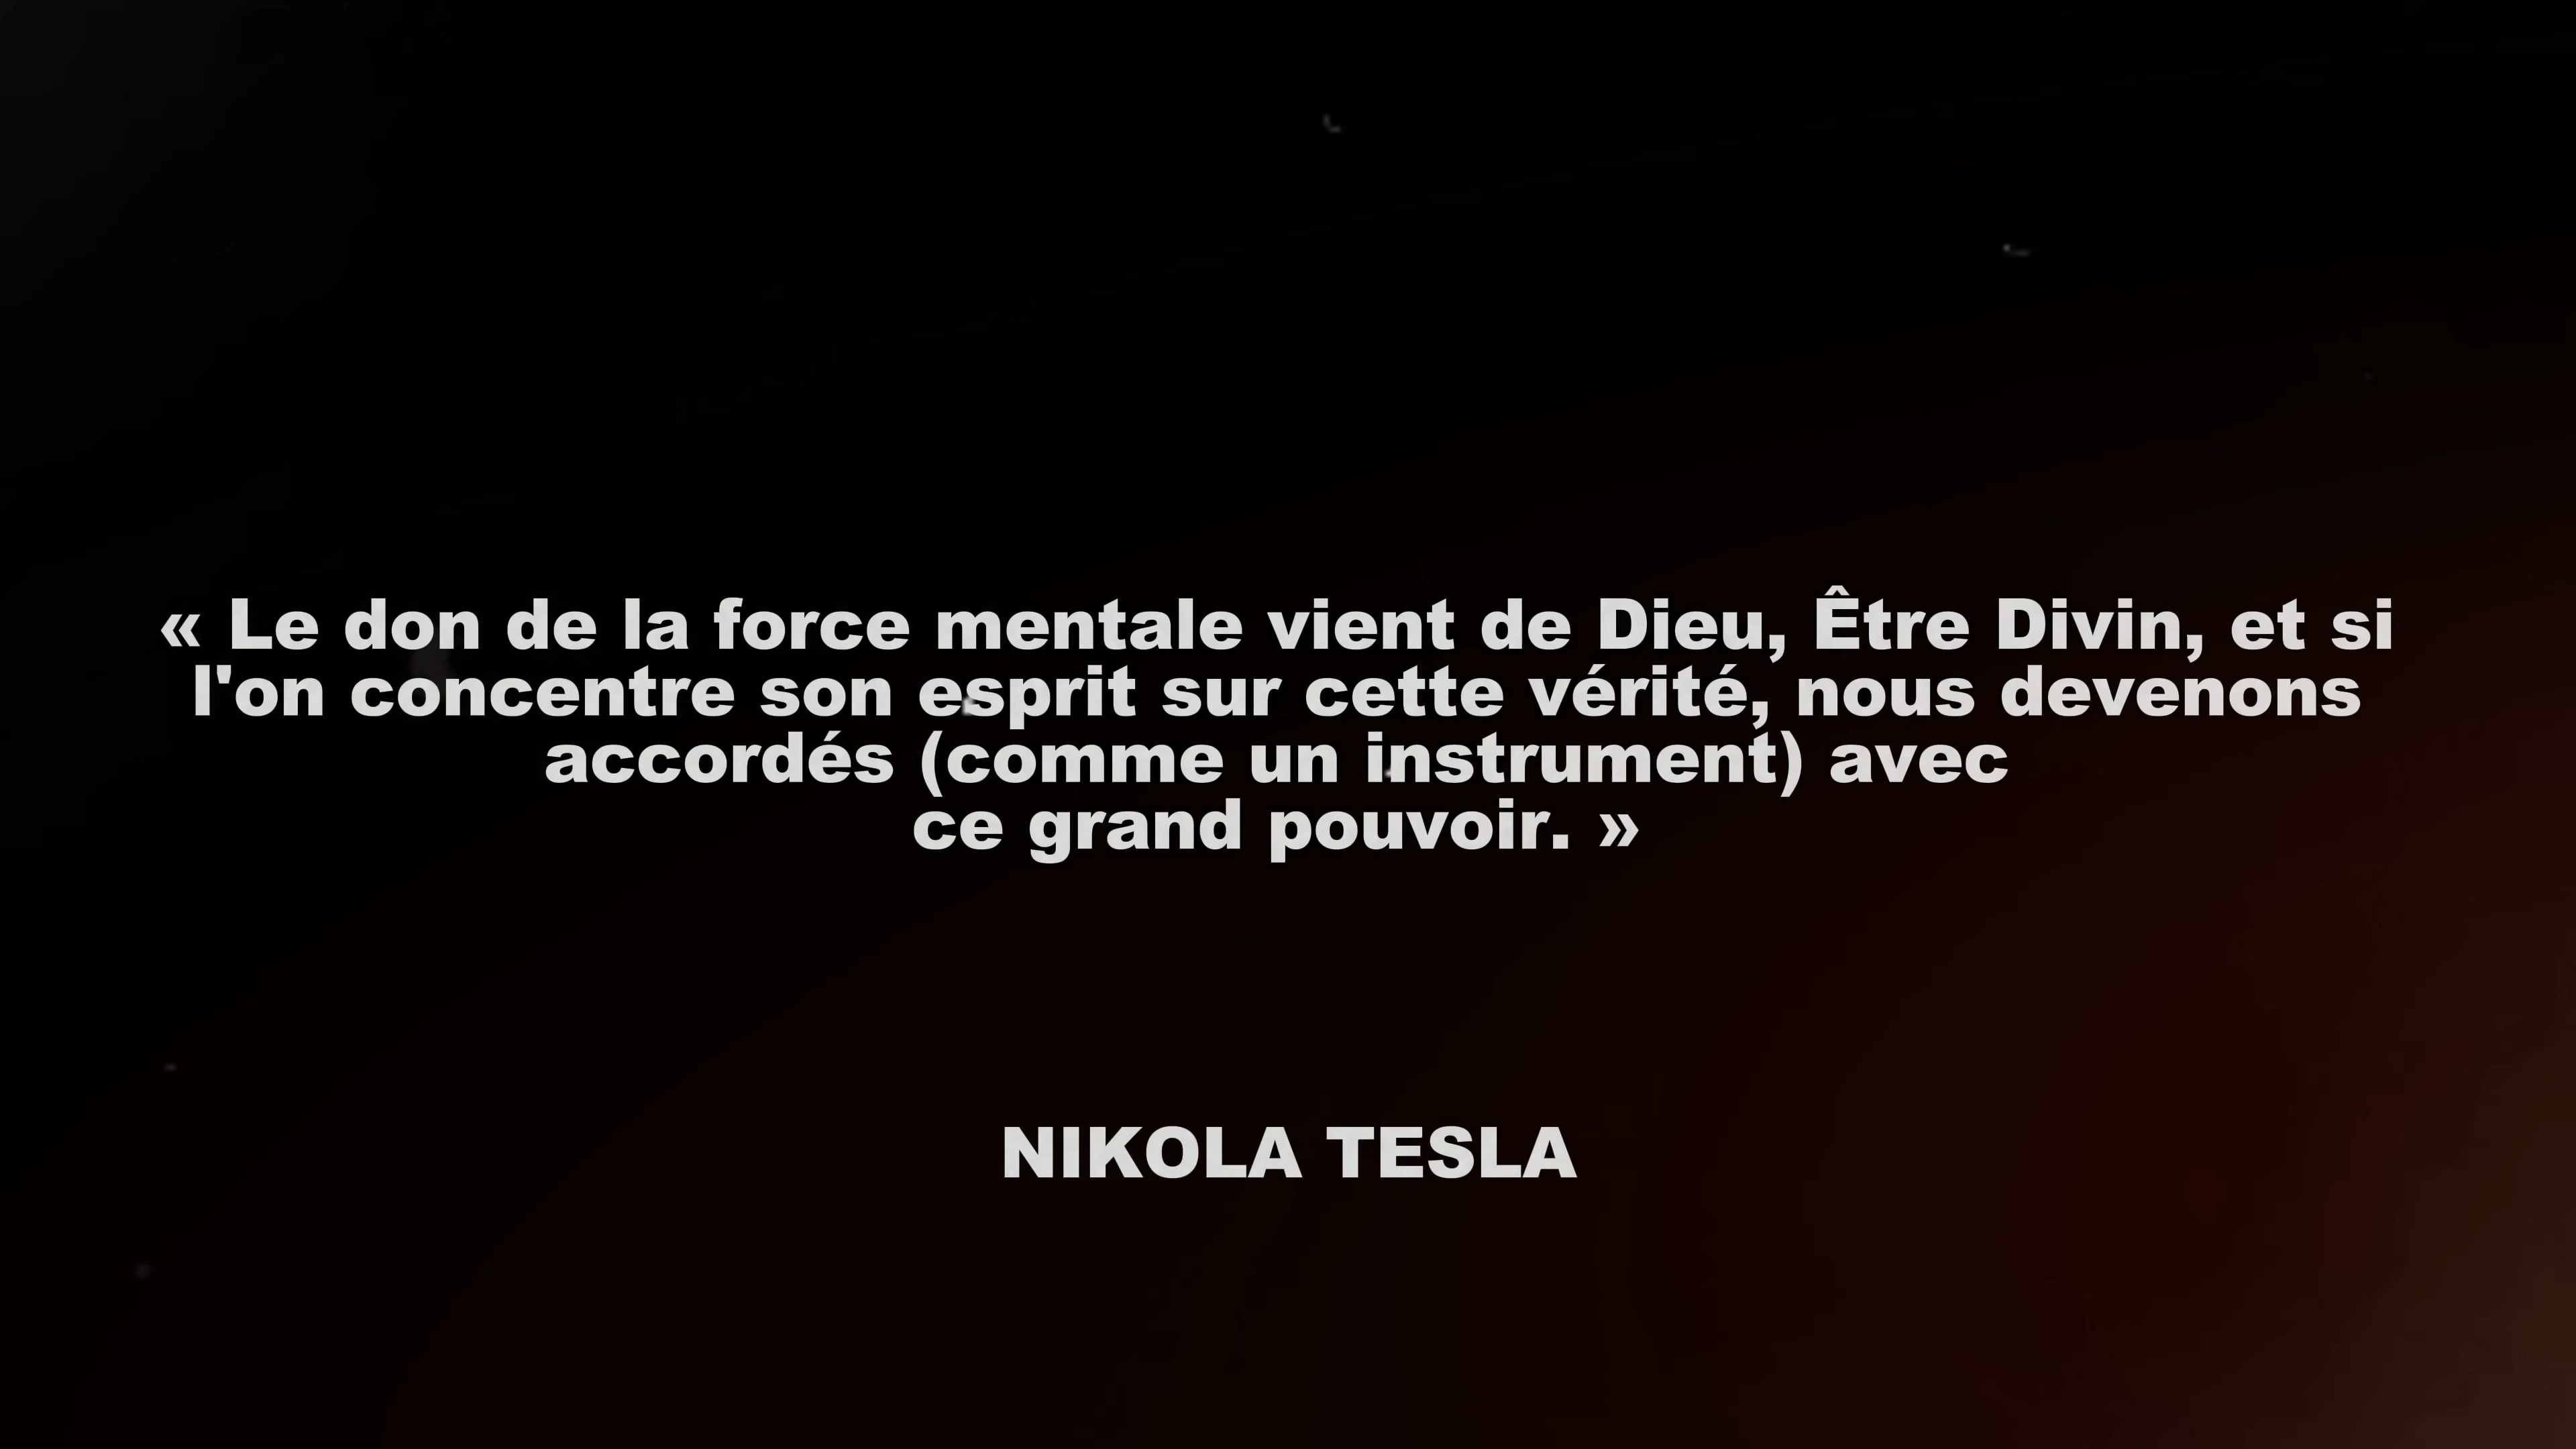 « Le don de la force mentale vient de Dieu, Être Divin, et si
l'on concentre son esprit sur cette vérité, nous devenons
accordés (comme un instrument) avec
ce grand pouvoir. »
NIKOLA TESLA